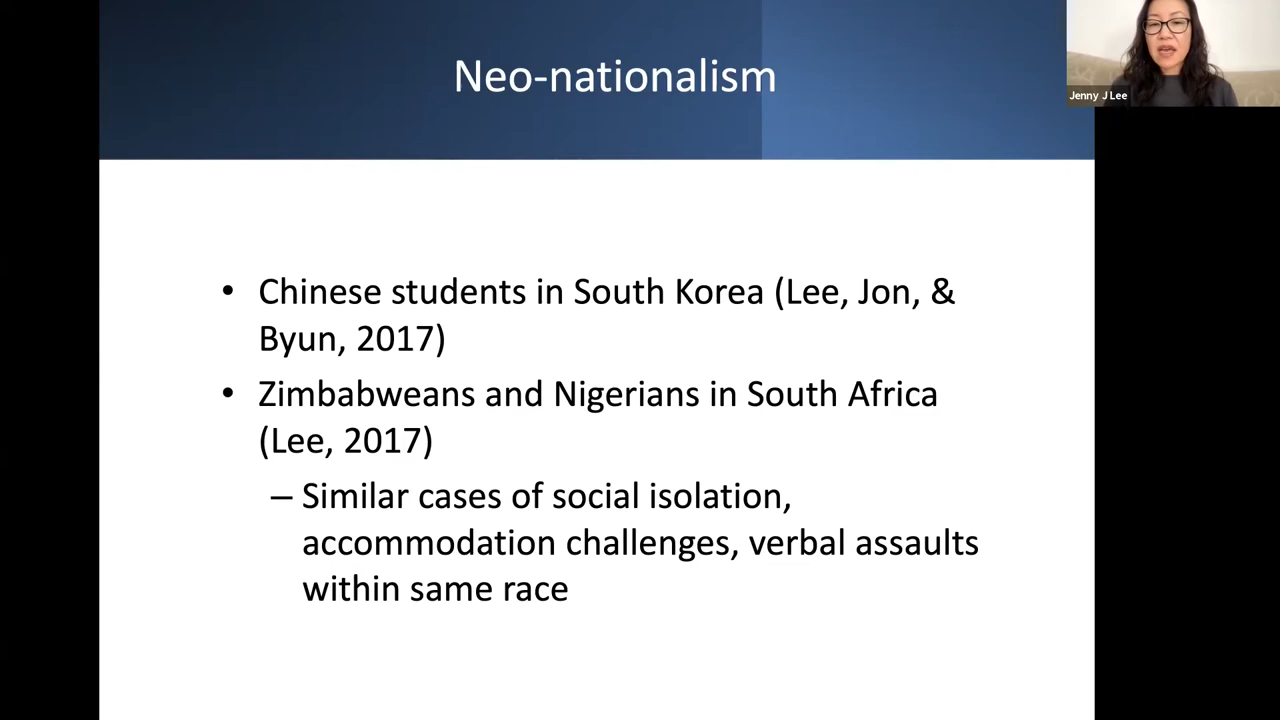 Neo-nationalism
Jenny J Lee
• Chinese students in South Korea (Lee, Jon, &
Byun, 2017)
• Zimbabweans and Nigerians in South Africa
(Lee, 2017)
– Similar cases of social isolation,
accommodation challenges, verbal assaults
within same race